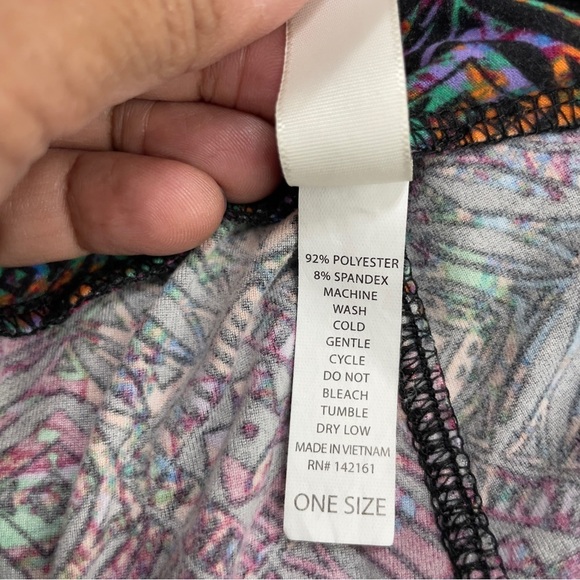 92% POLYESTER
8% SPANDEX
MACHINE
WASH
COLD
GENTLE
CYCLE
DO NOT
BLEACH
TUMBLE
DRY LOW
MADE IN VIETNAM
RN# 142161
ONE SIZE